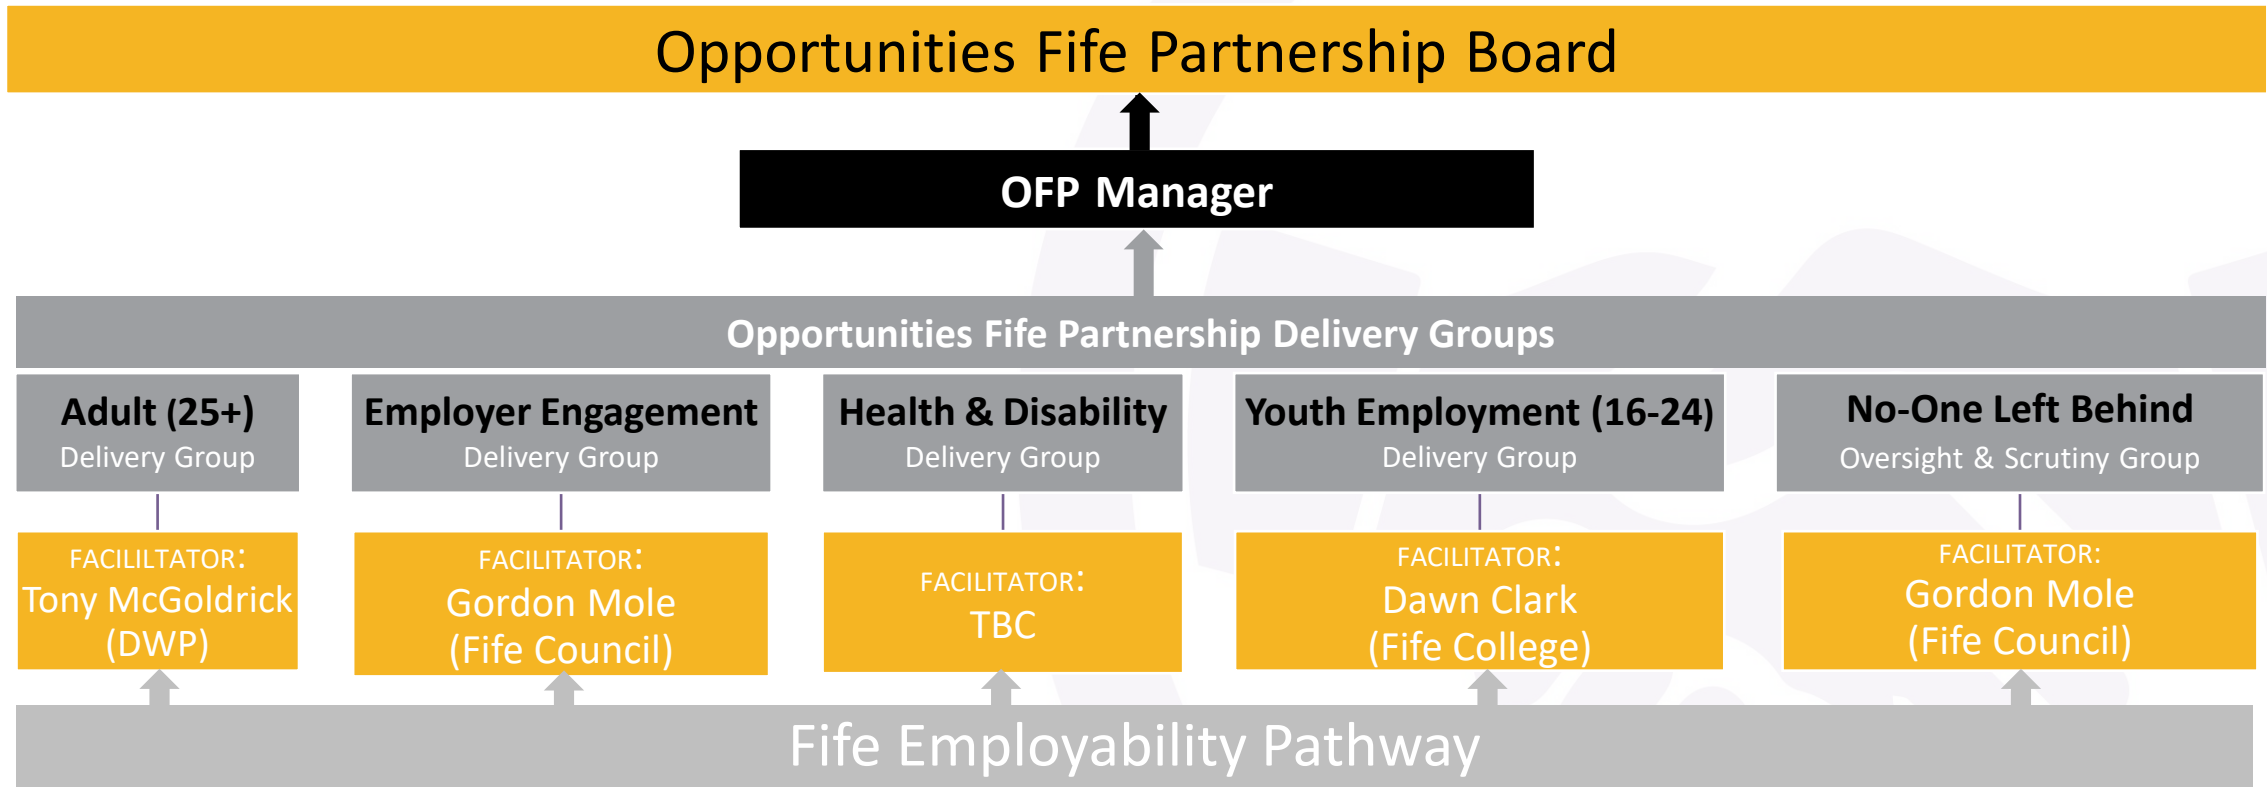 Opportunities Fife Partnership Board
OFP Manager
Opportunities Fife Partnership Delivery Groups
Adult (25+)
Delivery Group
Employer Engagement
Delivery Group
Health & Disability
Delivery Group
Youth Employment (16-24)
Delivery Group
No-One Left Behind
Oversight & Scrutiny Group
FACILILTATOR:
Tony McGoldrick
(DWP)
FACILITATOR:
Gordon Mole
(Fife Council)
FACILITATOR:
TBC
FACILITATOR:
Dawn Clark
(Fife College)
FACILITATOR:
Gordon Mole
(Fife Council)
Fife Employability Pathway